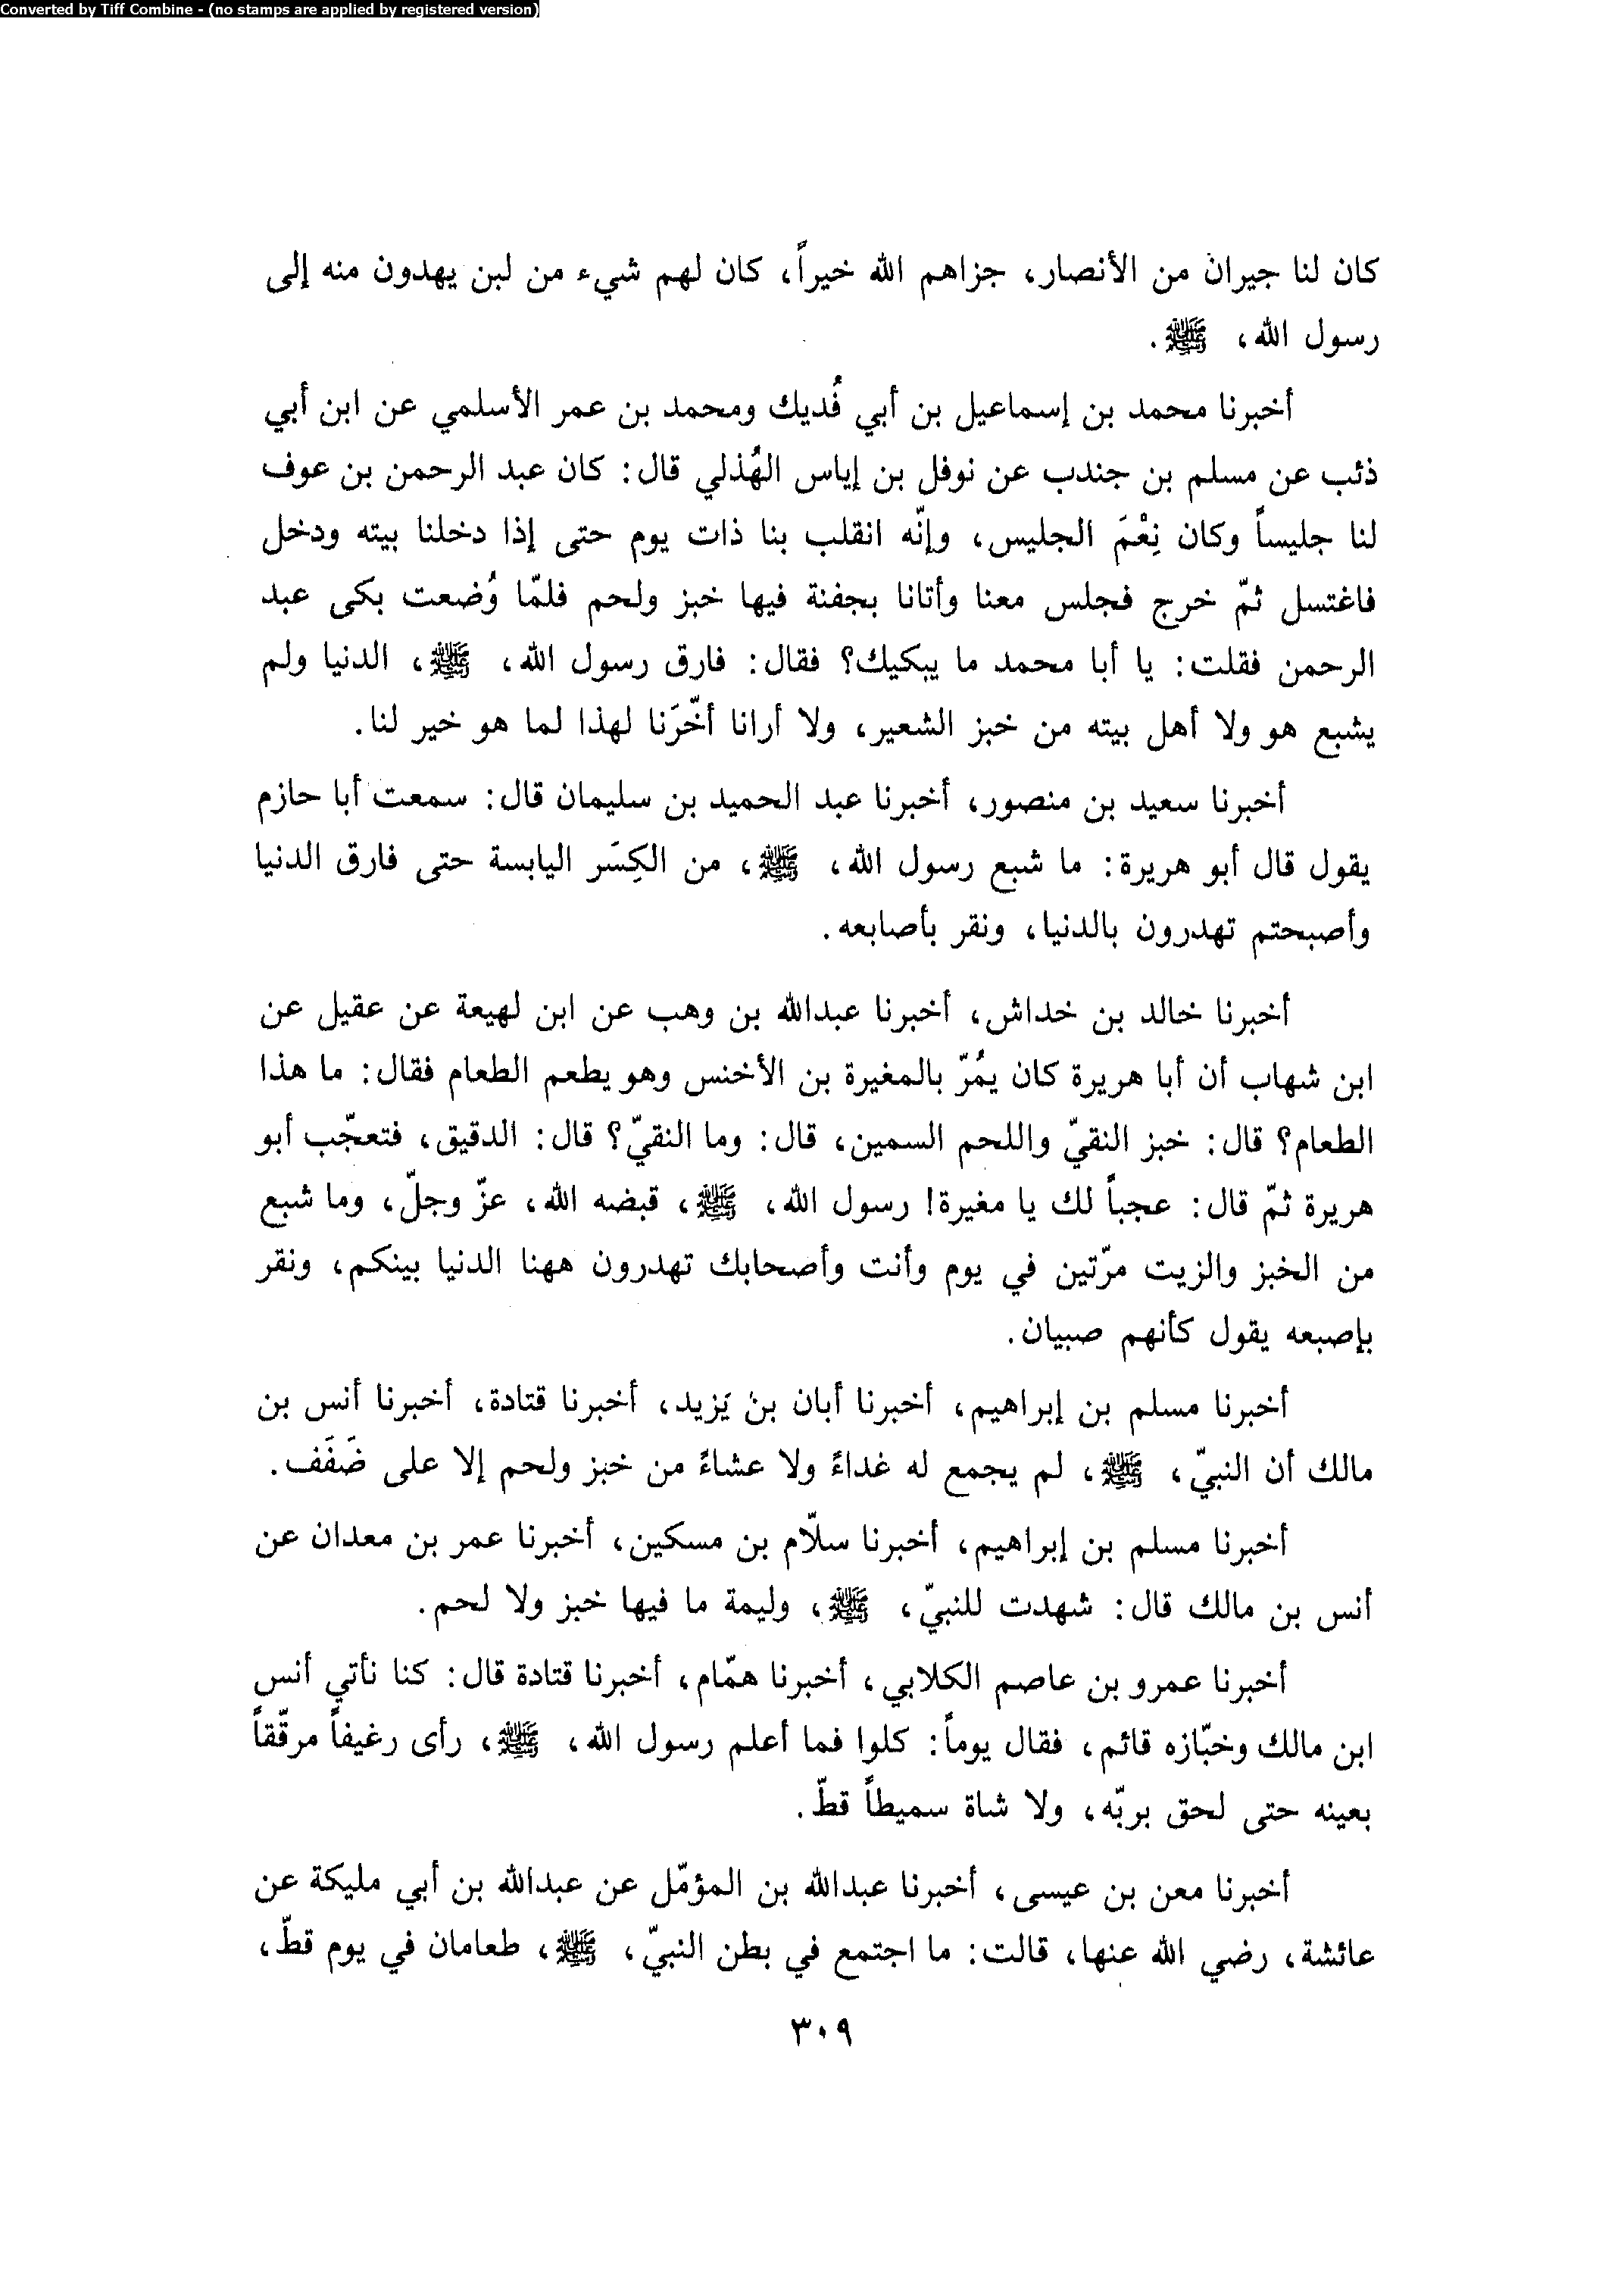 Converted by Tiff Combine - (no stamps are applied by registered version)
كان لنا جيران من الأنصار، جزاهم الله خيراً، كان لهم شيء من لبن يهدون منه إلى
رسول الله، ﷺ.
أخبرنا محمد بن إسماعيل بن أبي فُديك ومحمد بن عمر الأسلمي عن ابن أبي
ذئب عن مسلم بن جندب عن نوفل بن إياس الهُذلي قال: كان عبد الرحمن بن عوف
لنا جليساً وكان نِعْمَ الجليس، وإنّه انقلب بنا ذات يوم حتى إذا دخلنا بيته ودخل
فاغتسل ثمّ خرج فجلس معنا وأتانا بجفنة فيها خبز ولحم فلمّا وُضعت بكى عبد
الرحمن فقلت: يا أبا محمد ما يبكيك؟ فقال: فارق رسول الله، ﷺ، الدنيا ولم
يشبع هو ولا أهل بيته من خبز الشعير، ولا أرانا أخّرَنا لهذا لما هو خير لنا.
أخبرنا سعيد بن منصور، أخبرنا عبد الحميد بن سليمان قال: سمعت أبا حازم
يقول قال أبو هريرة: ما شبع رسول الله، ﷺ، من الكِسَر اليابسة حتى فارق الدنيا
وأصبحتم تهدرون بالدنيا، ونقر بأصابعه.
أخبرنا خالد بن خداش، أخبرنا عبدالله بن وهب عن ابن لهيعة عن عقيل عن
ابن شهاب أن أبا هريرة كان يمُرّ بالمغيرة بن الأخنس وهو يطعم الطعام فقال: ما هذا
الطعام؟ قال: خبز النقيّ واللحم السمين، قال: وما النقيّ؟ قال: الدقيق، فتعجّب أبو
هريرة ثمّ قال: عجباً لك يا مغيرة! رسول الله، ﷺ، قبضه الله، عزّ وجلّ، وما شبع
من الخبز والزيت مرّتين في يوم وأنت وأصحابك تهدرون ههنا الدنيا بينكم، ونقر
بإصبعه يقول كأنهم صبيان.
أخبرنا مسلم بن إبراهيم، أخبرنا أبان بن يَزيد، أخبرنا قتادة، أخبرنا أنس بن
مالك أن النبيّ، ﷺ، لم يجمع له غداءً ولا عشاءً من خبز ولحم إلا على ضَفَف.
أخبرنا مسلم بن إبراهيم، أخبرنا سلّام بن مسكين، أخبرنا عمر بن معدان عن
أنس بن مالك قال: شهدت للنبيّ، ﷺ، وليمة ما فيها خبز ولا لحم.
أخبرنا عمرو بن عاصم الكلابي، أخبرنا همّام، أخبرنا قتادة قال: كنا نأتي أنس
ابن مالك وخبّازه قائم، فقال يوماً: كلوا فما أعلم رسول الله، ﷺ، رأى رغيفاً مرقّقاً
بعينه حتى لحق بربّه، ولا شاة سميطاً قطّ.
أخبرنا معن بن عيسى، أخبرنا عبدالله بن المؤمّل عن عبدالله بن أبي مليكة عن
عائشة، رضي الله عنها، قالت: ما اجتمع في بطن النبيّ، ﷺ، طعامان في يوم قطّ،
٣٠٩